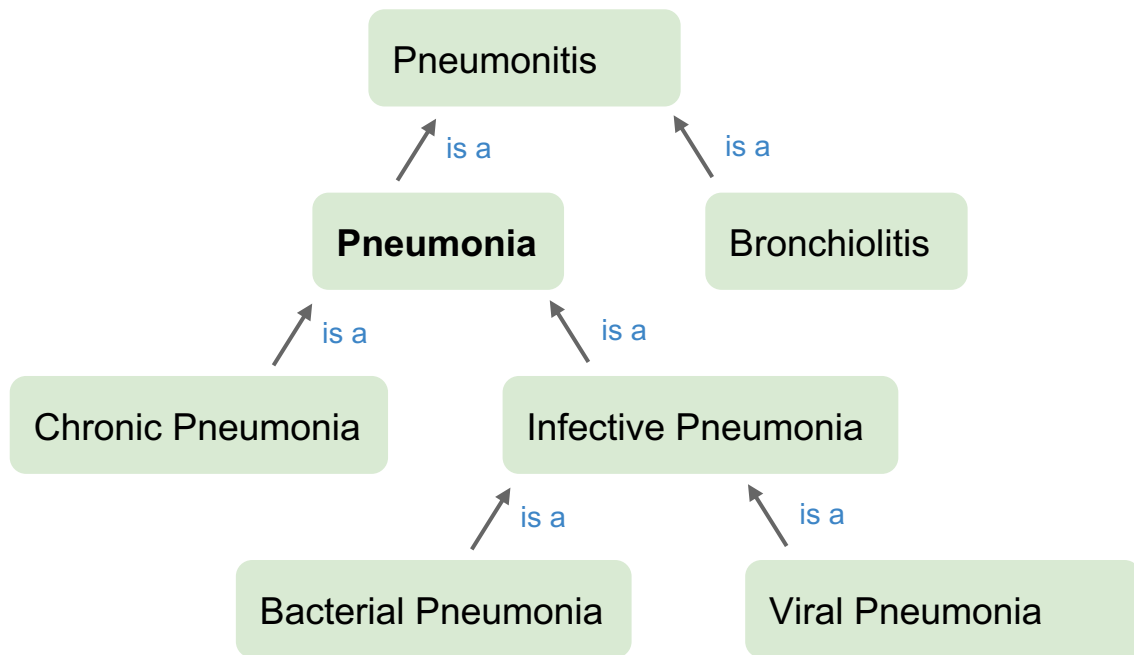 Pneumonitis
is a
is a
Pneumonia
Bronchiolitis
is a
is a
Chronic Pneumonia
Infective Pneumonia
is a
is a
Bacterial Pneumonia
Viral Pneumonia